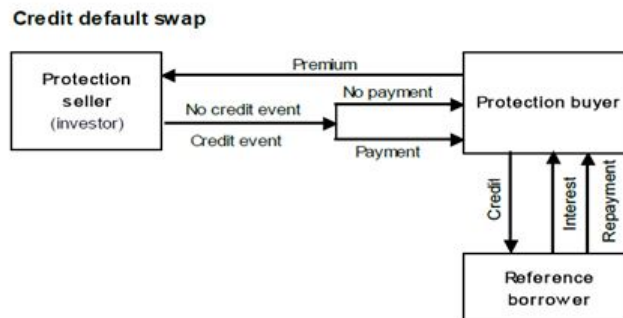 Credit default swap
Premium
Protection
seller
(investor)
No credit event
Credit event
No payment
Payment
Protection buyer
Credit
Interest
Repayment
Reference
borrower